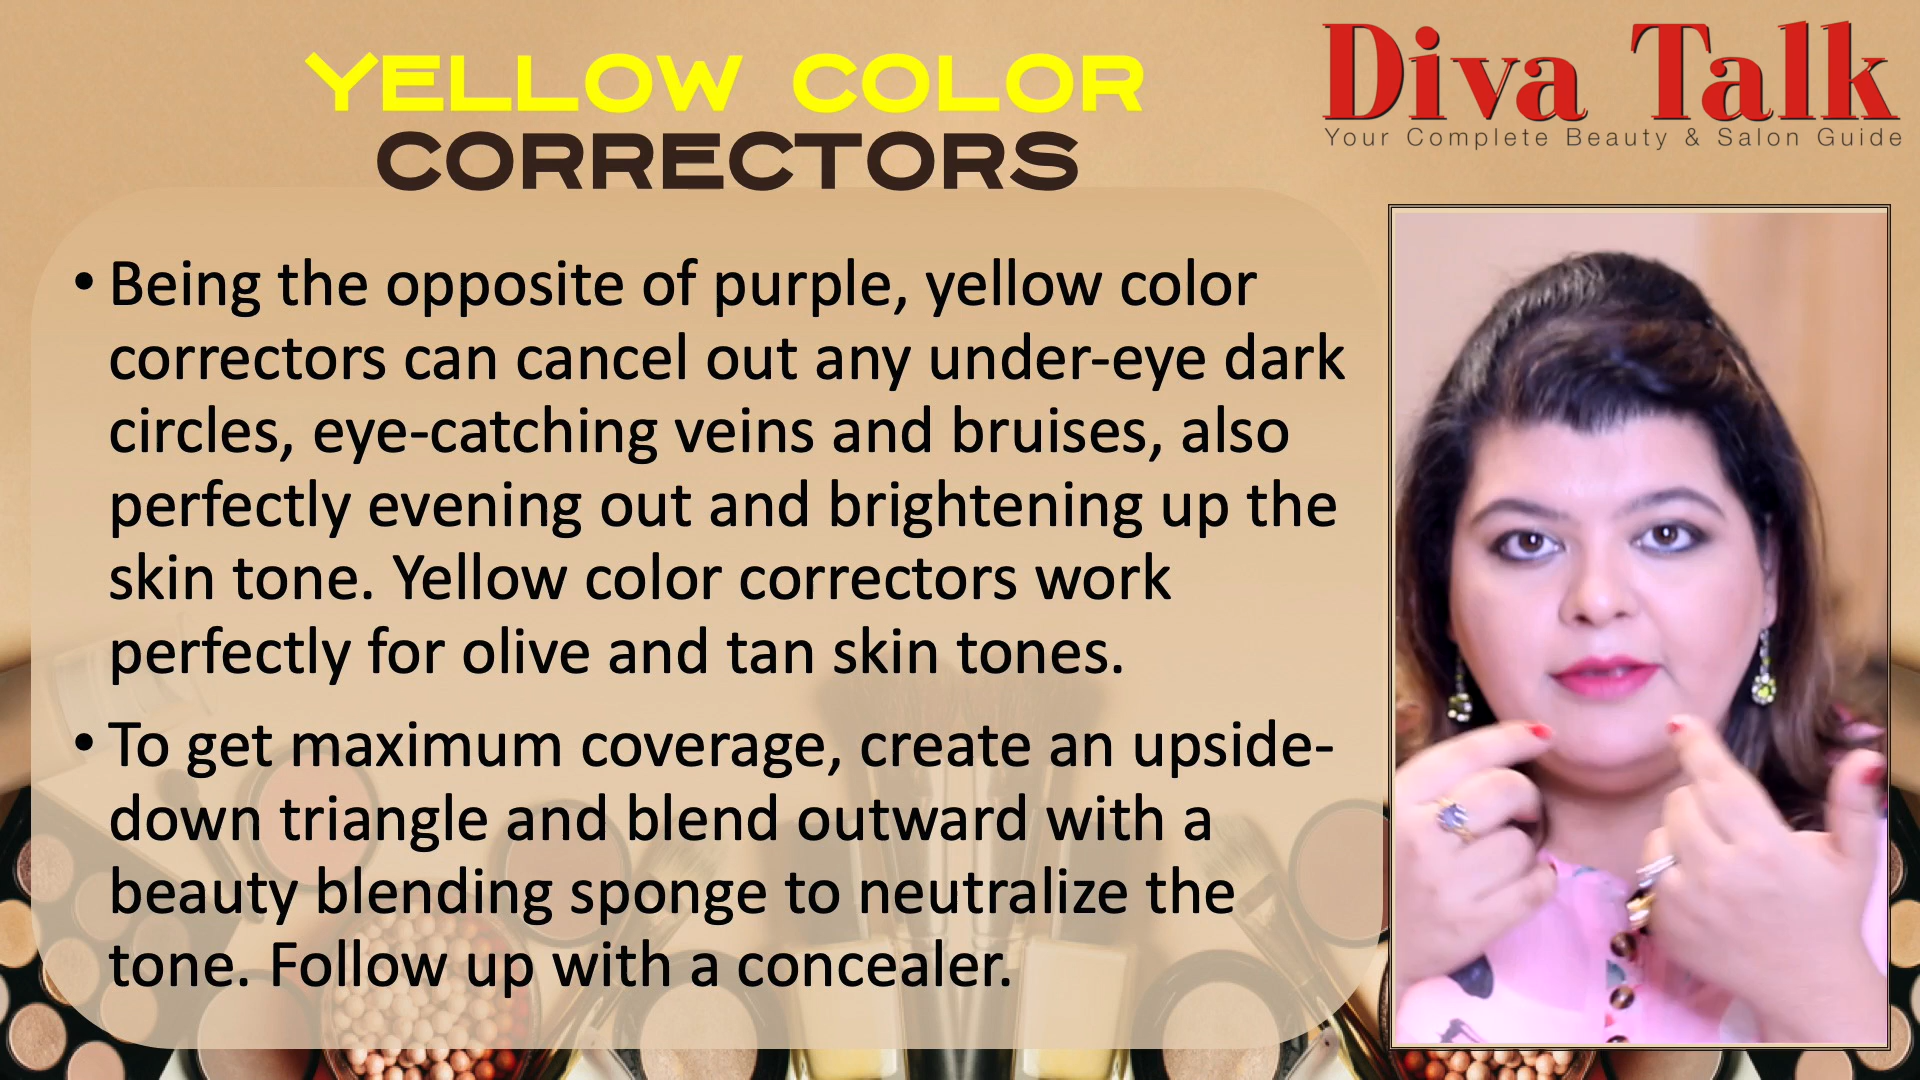 YELLOW COLOR
CORRECTORS
Diva Talk
Your Complete Beauty & Salon Guide
• Being the opposite of purple, yellow color
correctors can cancel out any under-eye dark
circles, eye-catching veins and bruises, also
perfectly evening out and brightening up the
skin tone. Yellow color correctors work
perfectly for olive and tan skin tones.
• To get maximum coverage, create an upside-
down triangle and blend outward with a
beauty blending sponge to neutralize the
tone. Follow up with a concealer.